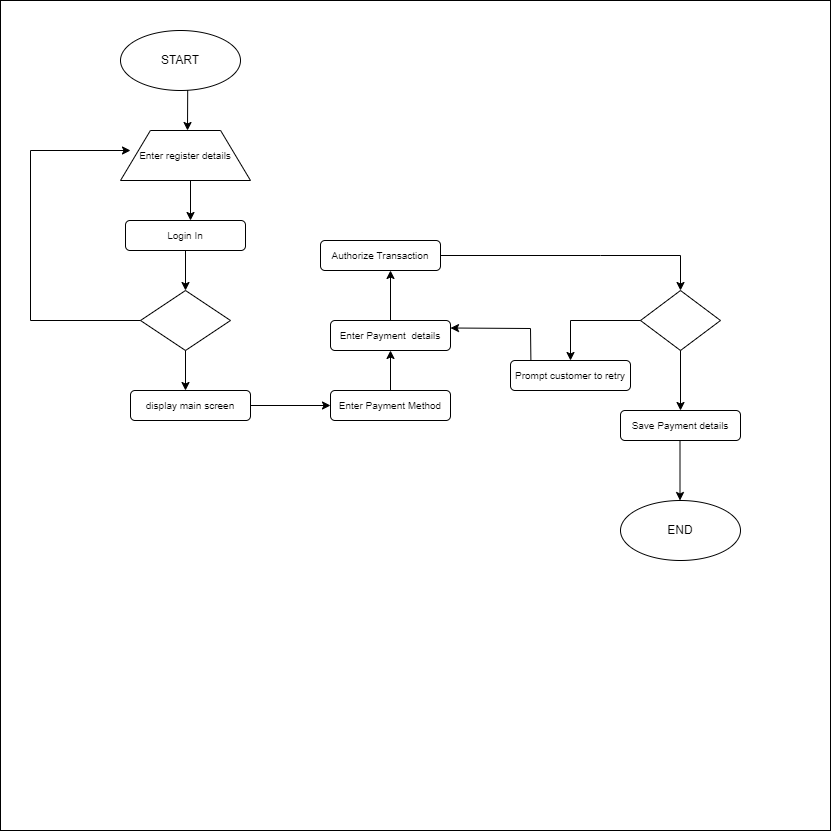 START
Enter register details
Login In
display main screen
Enter Payment Method
Enter Payment  details
Authorize Transaction
Prompt customer to retry
Save Payment details
END